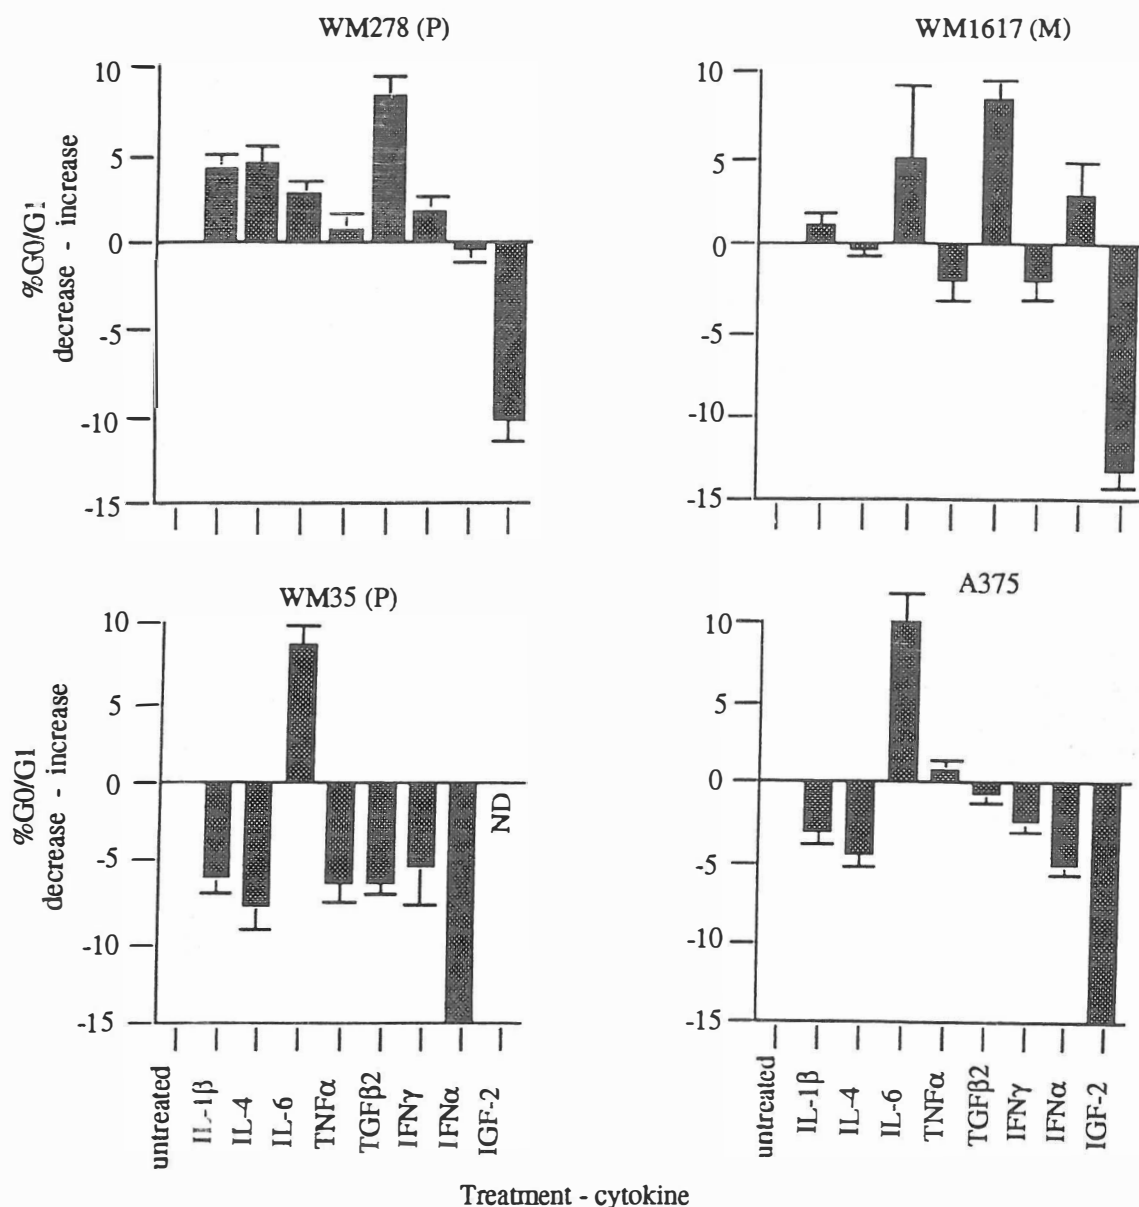 WM278 (P)
WM1617 (M)
%G0/G1
decrease - increase
10
5
0
-5
-10
-15
10
5
0
-5
-10
-15
WM35 (P)
A375
%G0/G1
decrease - increase
10
5
0
-5
-10
-15
ND
10
5
0
-5
-10
-15
untreated
IL-1β
IL-4
IL-6
TNFα
TGFβ2
IFNγ
IFNα
IGF-2
untreated
IL-1β
IL-4
IL-6
TNFα
TGFβ2
IFNγ
IFNα
IGF-2
Treatment - cytokine